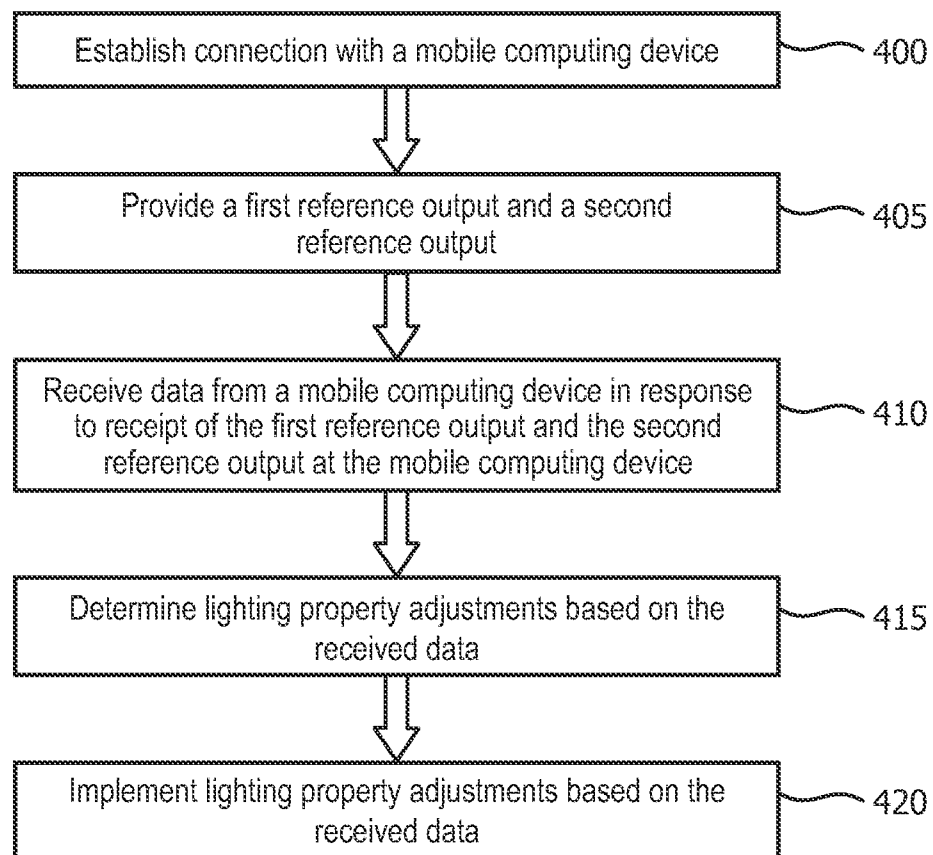 Establish connection with a mobile computing device
400
Provide a first reference output and a second
reference output
405
Receive data from a mobile computing device in response
to receipt of the first reference output and the second
reference output at the mobile computing device
410
Determine lighting property adjustments based on the
received data
415
Implement lighting property adjustments based on the
received data
420